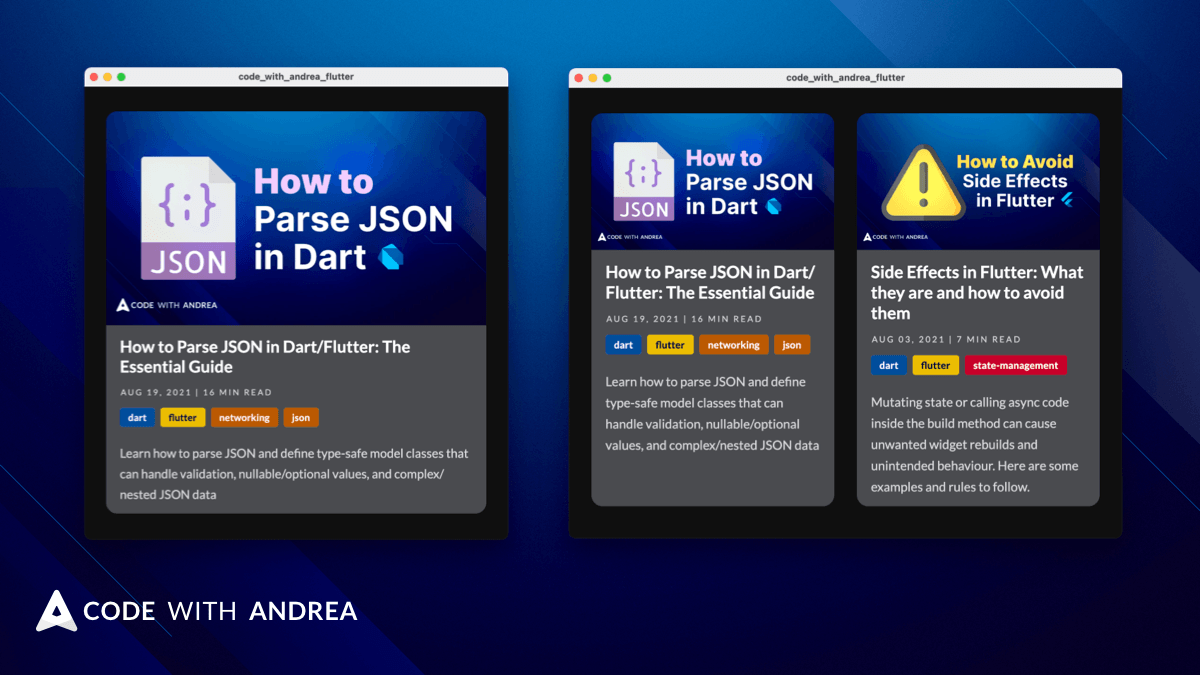 code_with_andrea_flutter
{;}
JSON
How to
Parse JSON
in Dart
CODE WITH ANDREA
How to Parse JSON in Dart/Flutter: The
Essential Guide
AUG 19, 2021 | 16 MIN READ
dart flutter networking json
Learn how to parse JSON and define type-safe model classes that
can handle validation, nullable/optional values, and complex/
nested JSON data
code_with_andrea_flutter
{;}
JSON
How to
Parse JSON
in Dart
CODE WITH ANDREA
How to Parse JSON in Dart/
Flutter: The Essential Guide
AUG 19, 2021 | 16 MIN READ
dart flutter networking json
Learn how to parse JSON and define
type-safe model classes that can
handle validation, nullable/optional
values, and complex/nested JSON data
!
How to Avoid
Side Effects
in Flutter
CODE WITH ANDREA
Side Effects in Flutter: What
they are and how to avoid
them
AUG 03, 2021 | 7 MIN READ
dart flutter state-management
Mutating state or calling async code
inside the build method can cause
unwanted widget rebuilds and
unintended behaviour. Here are some
examples and rules to follow.
CODE WITH ANDREA